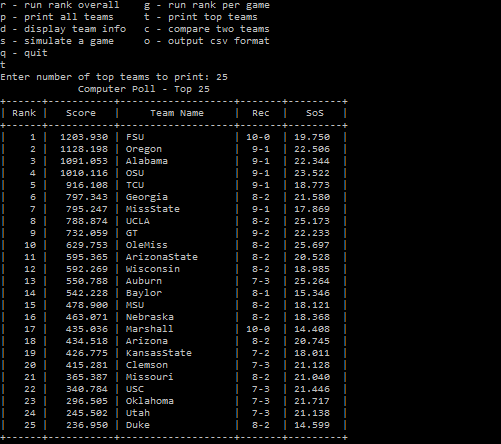 r - run rank overall    g - run rank per game
p - print all teams     t - print top teams
d - display team info   c - compare two teams
s - simulate a game     o - output csv format
q - quit
t
Enter number of top teams to print: 25
Computer Poll - Top 25
+------+-----------+------------------+------+---------+
| Rank | Score | Team Name | Rec | SoS |
+------+-----------+------------------+------+---------+
| 1 | 1203.930 | FSU | 10-0 | 19.750 |
| 2 | 1128.198 | Oregon | 9-1 | 22.506 |
| 3 | 1091.053 | Alabama | 9-1 | 22.344 |
| 4 | 1010.116 | OSU | 9-1 | 23.522 |
| 5 | 916.108 | TCU | 9-1 | 18.773 |
| 6 | 797.343 | Georgia | 8-2 | 21.580 |
| 7 | 795.247 | MissState | 9-1 | 17.869 |
| 8 | 788.874 | UCLA | 8-2 | 25.173 |
| 9 | 732.059 | GT | 9-2 | 22.233 |
| 10 | 629.753 | OleMiss | 8-2 | 25.697 |
| 11 | 595.365 | ArizonaState | 8-2 | 20.528 |
| 12 | 592.269 | Wisconsin | 8-2 | 18.985 |
| 13 | 550.788 | Auburn | 7-3 | 25.264 |
| 14 | 542.228 | Baylor | 8-1 | 15.346 |
| 15 | 478.900 | MSU | 8-2 | 18.121 |
| 16 | 463.071 | Nebraska | 8-2 | 18.368 |
| 17 | 435.036 | Marshall | 10-0 | 14.408 |
| 18 | 434.518 | Arizona | 8-2 | 20.745 |
| 19 | 426.775 | KansasState | 7-2 | 18.011 |
| 20 | 415.281 | Clemson | 7-3 | 21.128 |
| 21 | 365.387 | Missouri | 8-2 | 21.040 |
| 22 | 340.784 | USC | 7-3 | 21.446 |
| 23 | 296.505 | Oklahoma | 7-3 | 21.717 |
| 24 | 245.502 | Utah | 7-3 | 21.138 |
| 25 | 236.950 | Duke | 8-2 | 14.599 |
+------+-----------+------------------+------+---------+